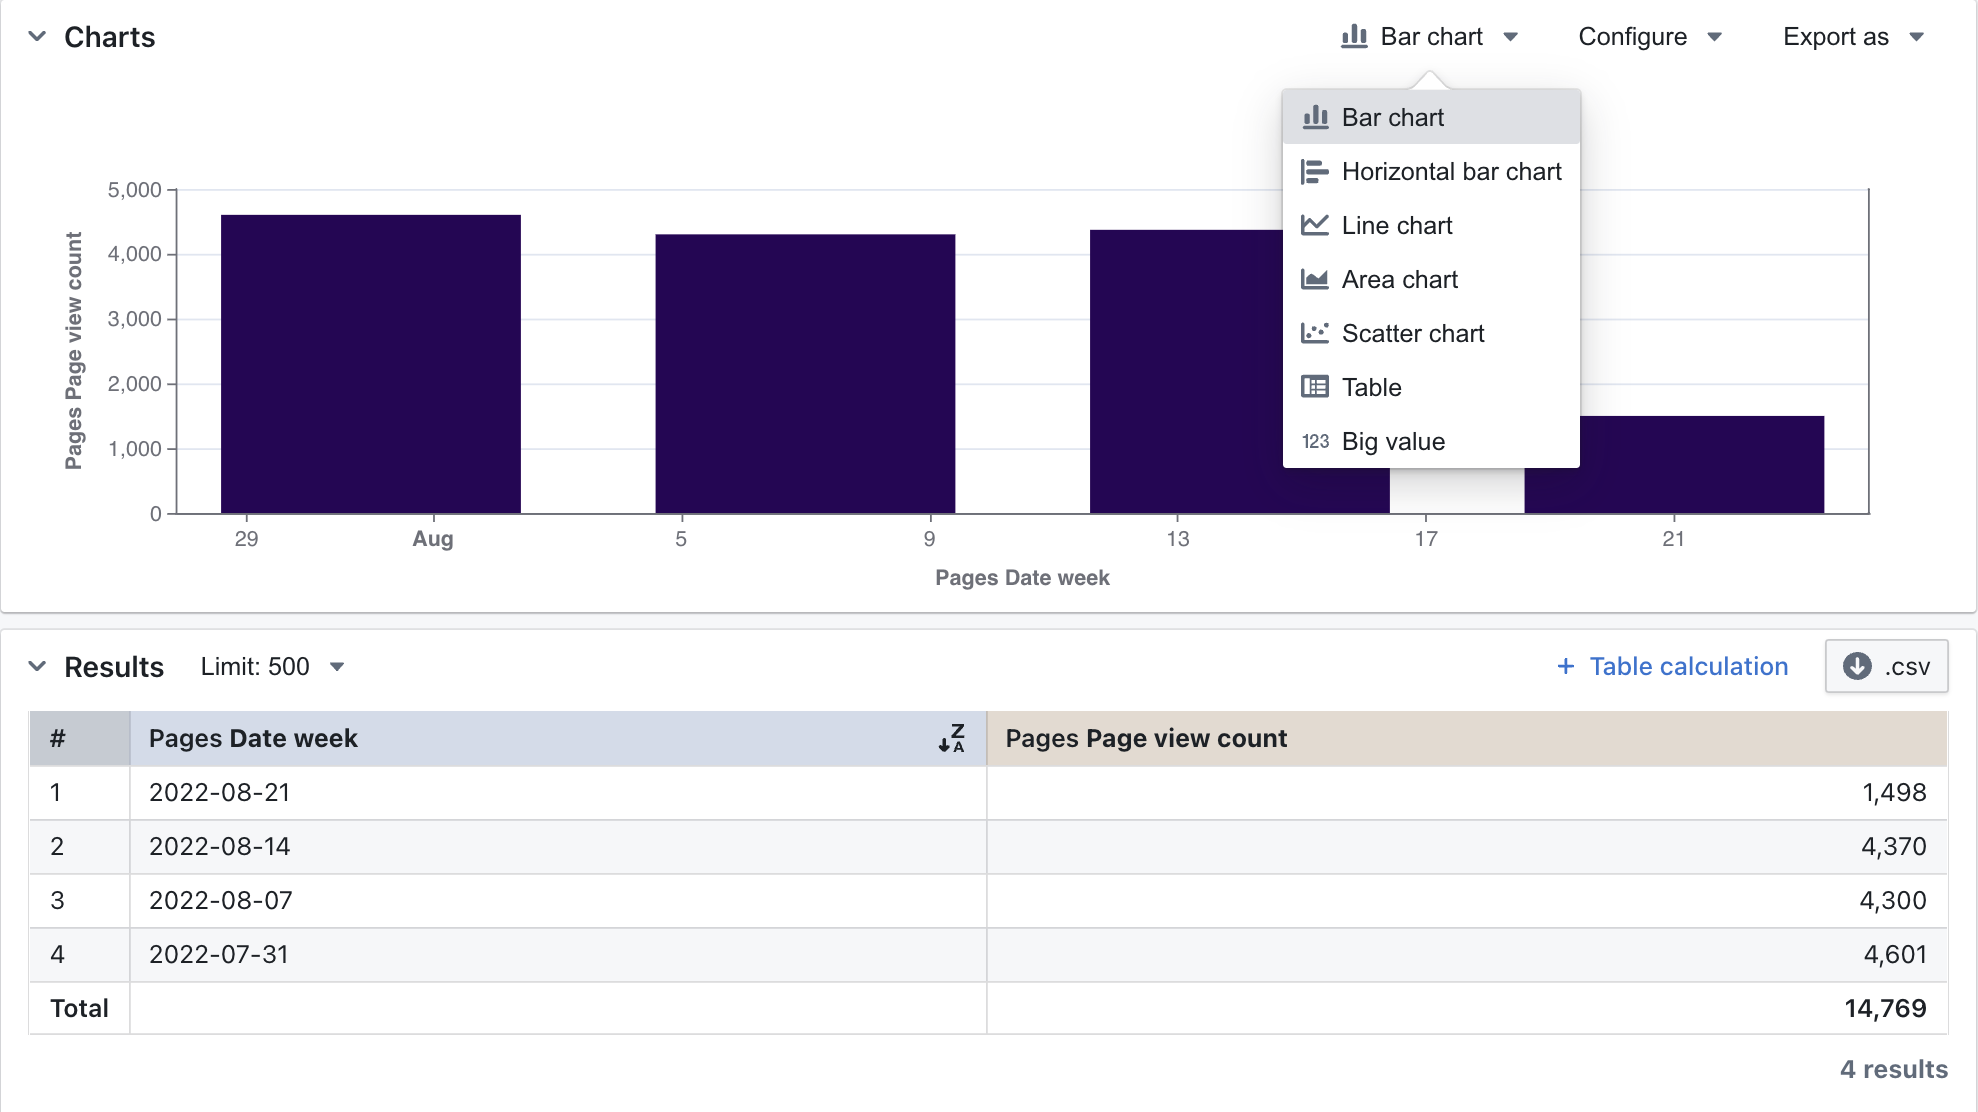 Charts
Bar chart
Configure
Export as
Bar chart
Horizontal bar chart
Line chart
Area chart
Scatter chart
Table
123 Big value
Pages Page view count
5,000
4,000
3,000
2,000
1,000
0
29 Aug 5 9 13 17 21
Pages Date week
Results Limit: 500
+ Table calculation
.csv
# Pages Date week Z A Pages Page view count
1 2022-08-21 1,498
2 2022-08-14 4,370
3 2022-08-07 4,300
4 2022-07-31 4,601
Total 14,769
4 results